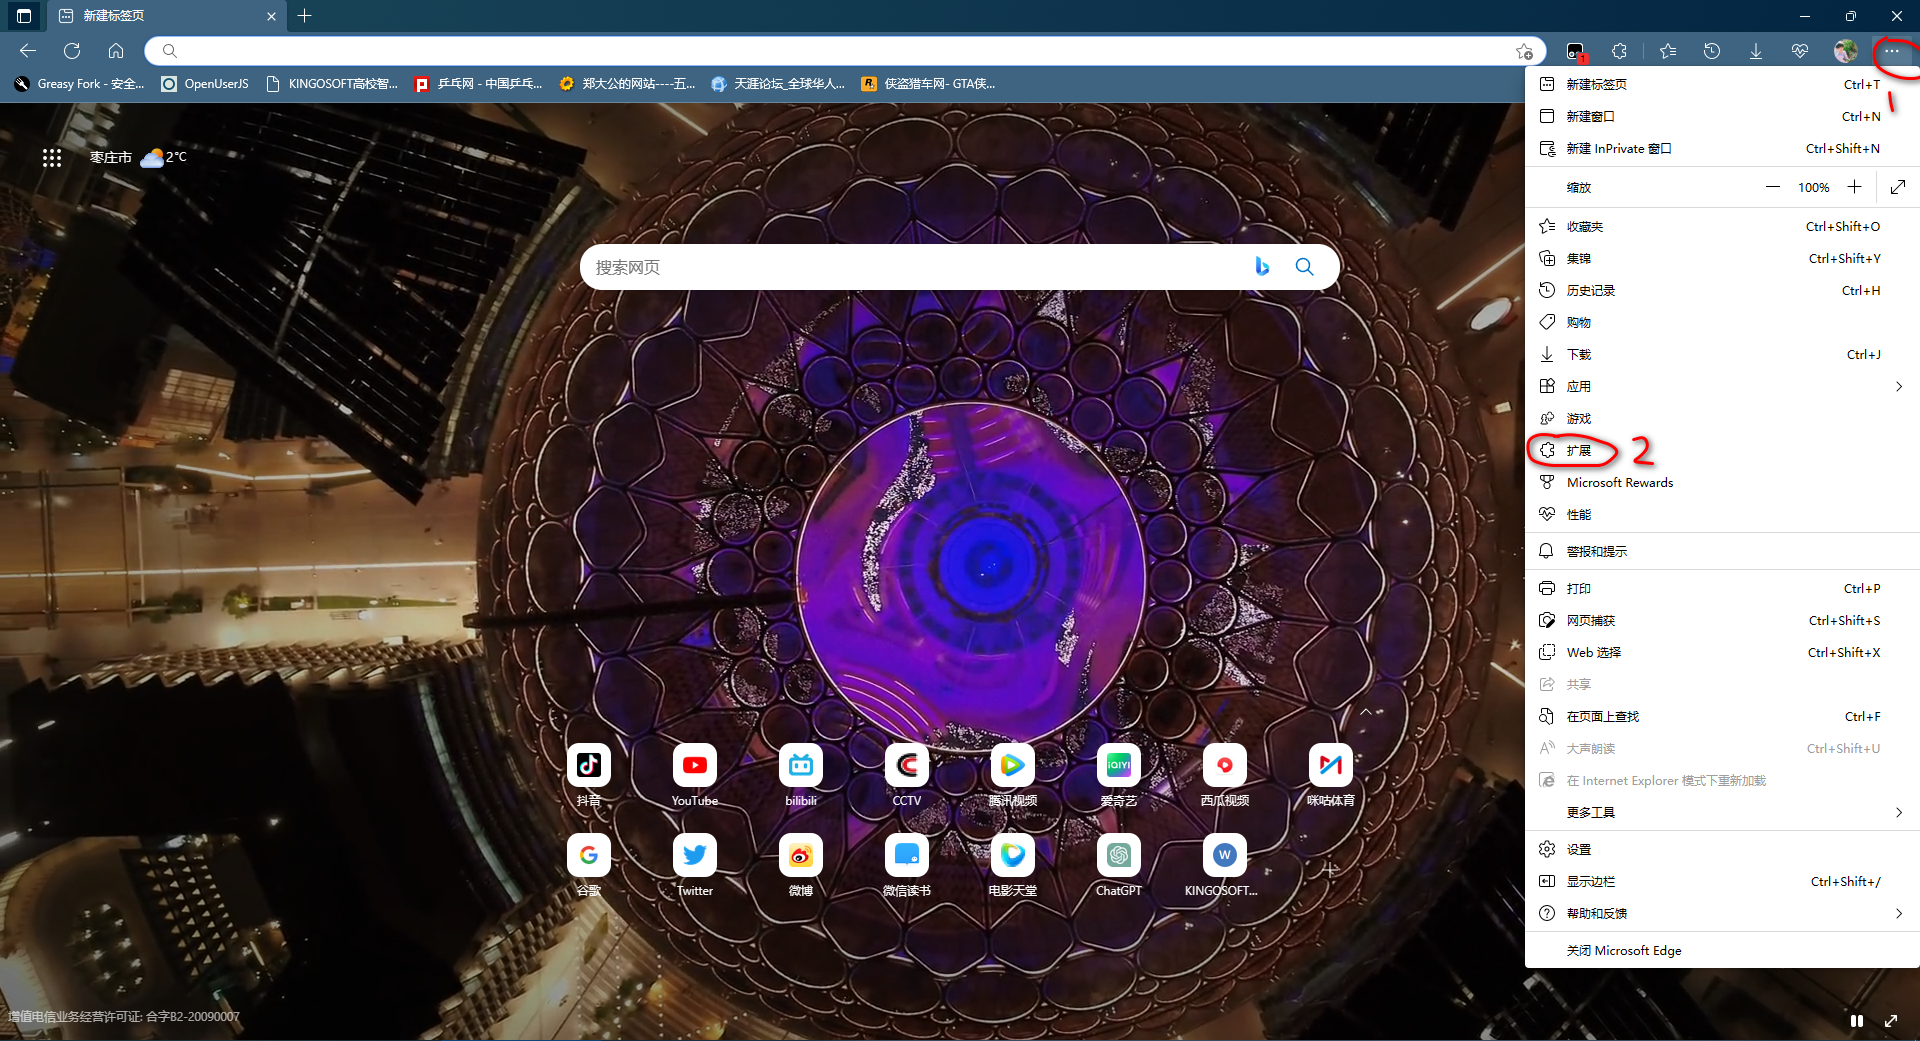 新建标签页
Greasy Fork - 安全...
OpenUserJS
KINGOSOFT高校智...
乒乓网 - 中国乒乓...
郑大公的网站----五...
天涯论坛_全球华人...
侠盗猎车网- GTA侠...
枣庄市
2°C
搜索网页
抖音
YouTube
bilibili
CCTV
腾讯视频
爱奇艺
西瓜视频
咪咕体育
谷歌
Twitter
微博
微信读书
电影天堂
ChatGPT
KINGOSOFT...
增值电信业务经营许可证: 合字B2-20090007
1
新建标签页 Ctrl+T
1
新建窗口 Ctrl+N
新建 InPrivate 窗口 Ctrl+Shift+N
缩放 100%
收藏夹 Ctrl+Shift+O
集锦 Ctrl+Shift+Y
历史记录 Ctrl+H
购物
下载 Ctrl+J
应用
游戏
扩展 2
Microsoft Rewards
性能
警报和提示
打印 Ctrl+P
网页捕获 Ctrl+Shift+S
Web 选择 Ctrl+Shift+X
共享
在页面上查找 Ctrl+F
大声朗读 Ctrl+Shift+U
在 Internet Explorer 模式下重新加载
更多工具
设置
显示边栏 Ctrl+Shift+/
帮助和反馈
关闭 Microsoft Edge